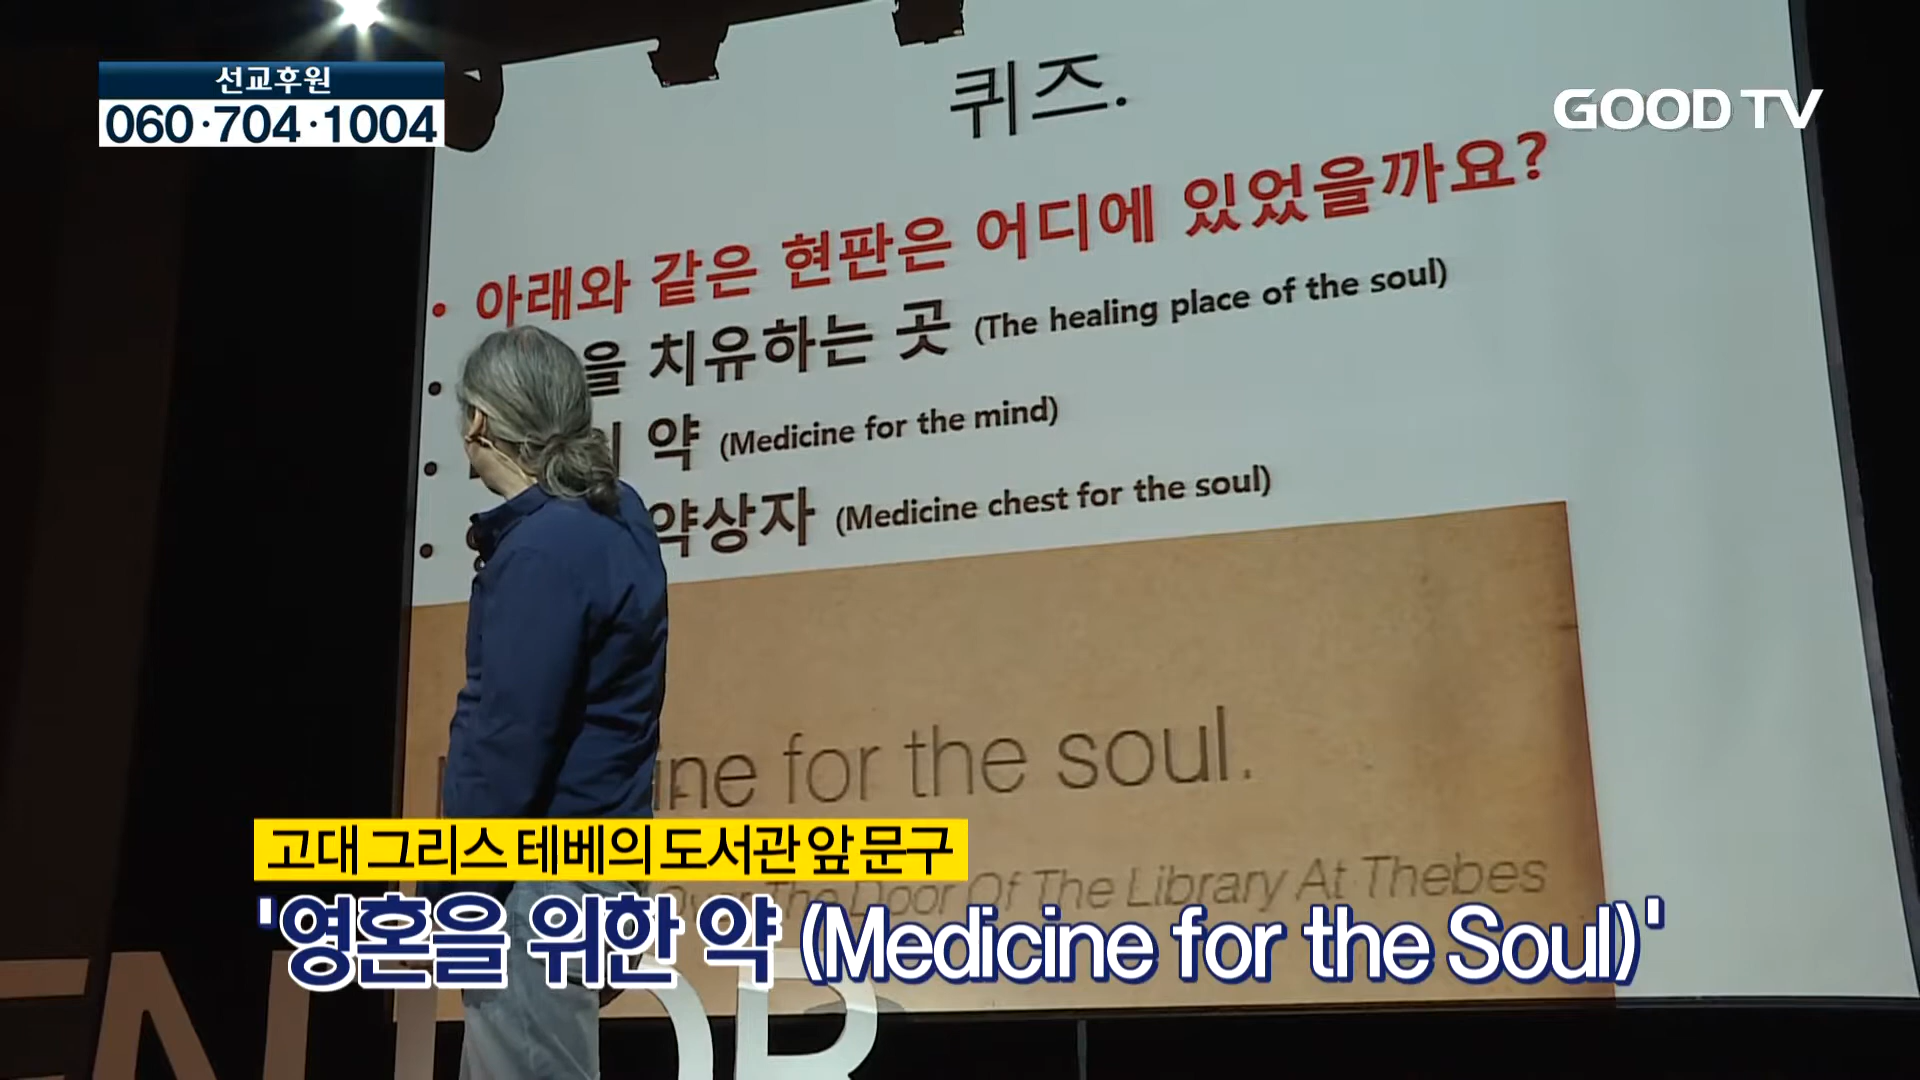 선교후원
060·704·1004
GOOD TV
퀴즈.
• 아래와 같은 현판은 어디에 있었을까요?
• 을 치유하는 곳 (The healing place of the soul)
• 약 (Medicine for the mind)
• 약상자 (Medicine chest for the soul)
for the soul.
The Door Of The Library At Thebes
고대 그리스 테베의 도서관 앞 문구
'영혼을 위한 약 (Medicine for the Soul)'